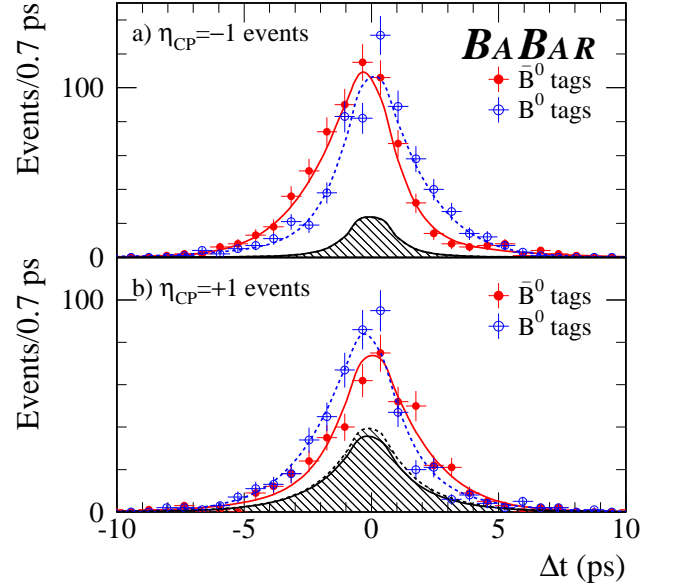 a) η_CP=-1 events
BABAR
B̄⁰ tags
B⁰ tags
Events/0.7 ps
100
0
b) η_CP=+1 events
B̄⁰ tags
B⁰ tags
Events/0.7 ps
100
0
-10 -5 0 5 10
Δt (ps)